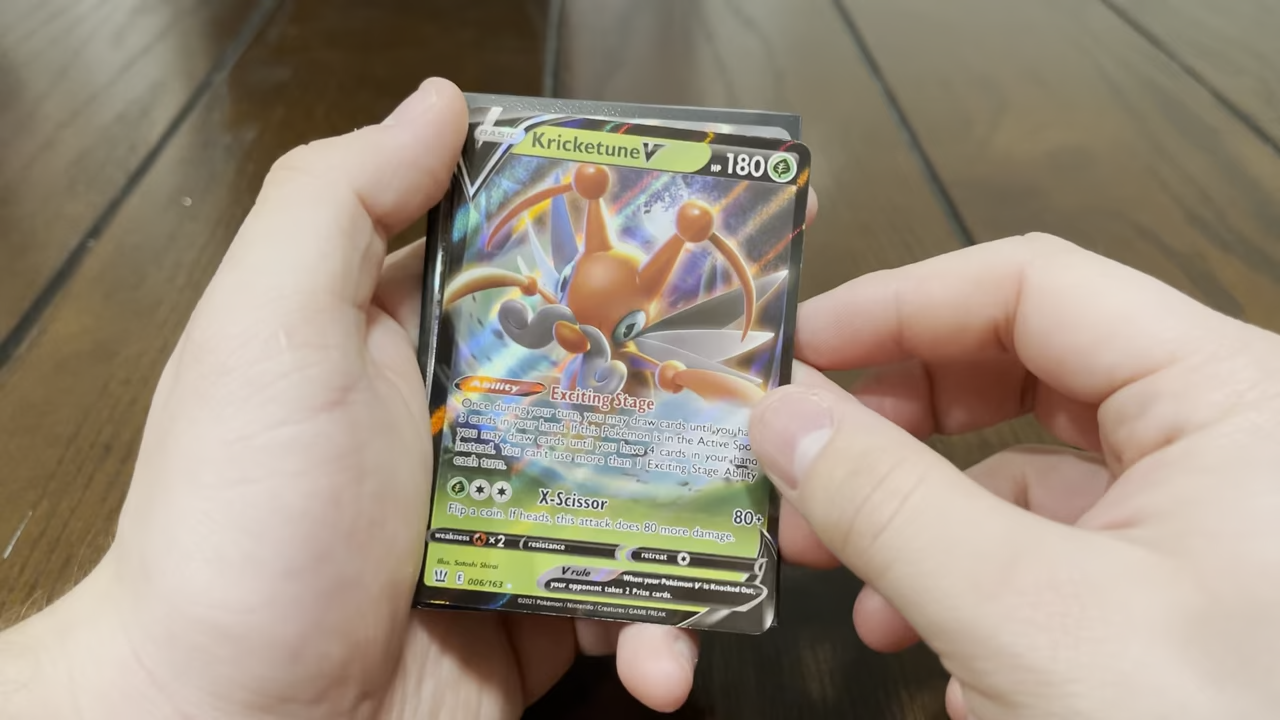 BASIC Kricketune V HP 180
Ability Exciting Stage
Once during your turn, you may draw cards until you ha
3 cards in your hand. If this Pokémon is in the Active Spo
you may draw cards until you have 4 cards in your hand
instead. You can't use more than 1 Exciting Stage Ability
each turn.
X-Scissor 80+
Flip a coin. If heads, this attack does 80 more damage.
weakness ×2 resistance retreat
Illus. Satoshi Shirai
V rule When your Pokémon V is Knocked Out,
E 006/163 your opponent takes 2 Prize cards.
©2021 Pokémon / Nintendo / Creatures / GAME FREAK